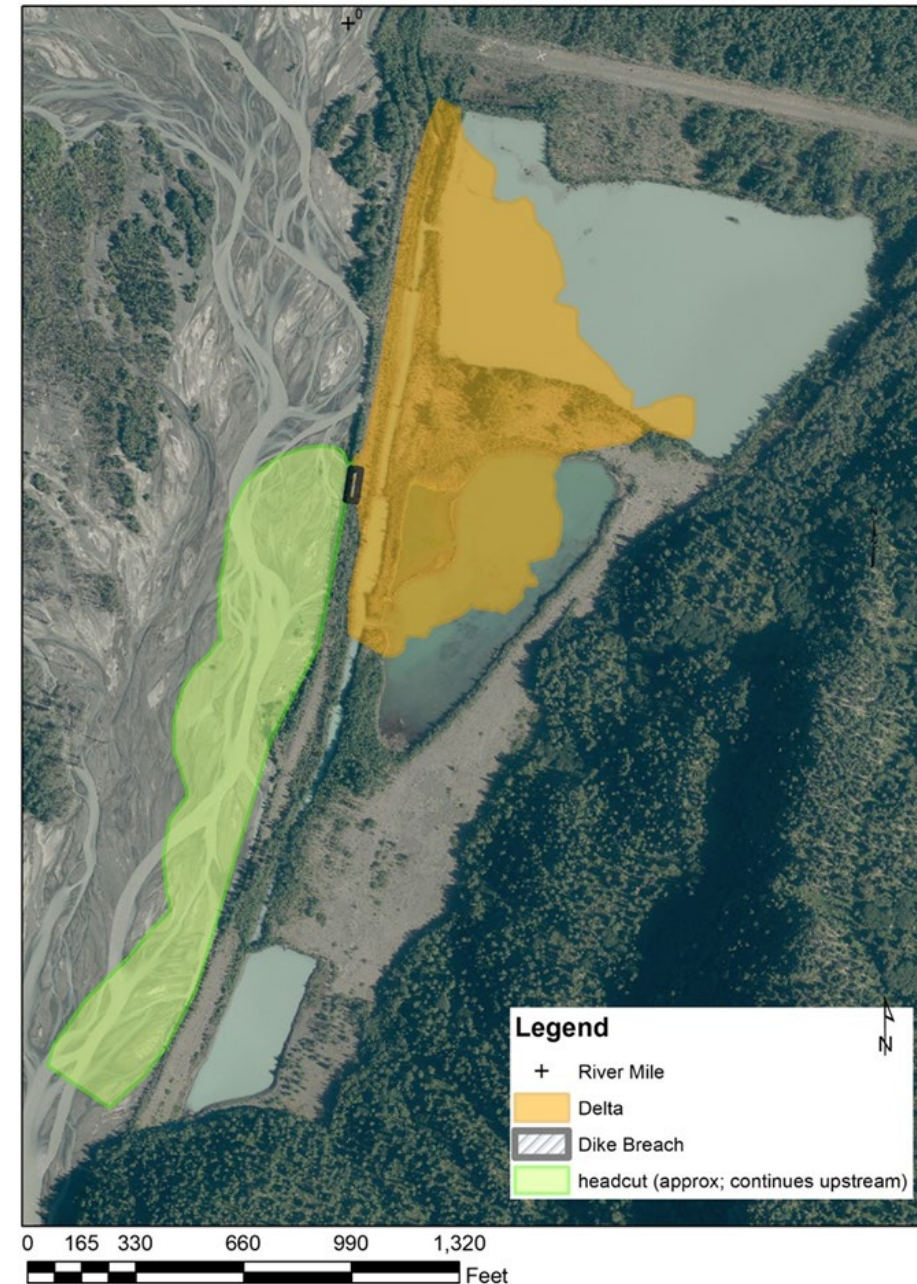 +0
Legend
N
+ River Mile
Delta
Dike Breach
headcut (approx; continues upstream)
0 165 330 660 990 1,320
Feet